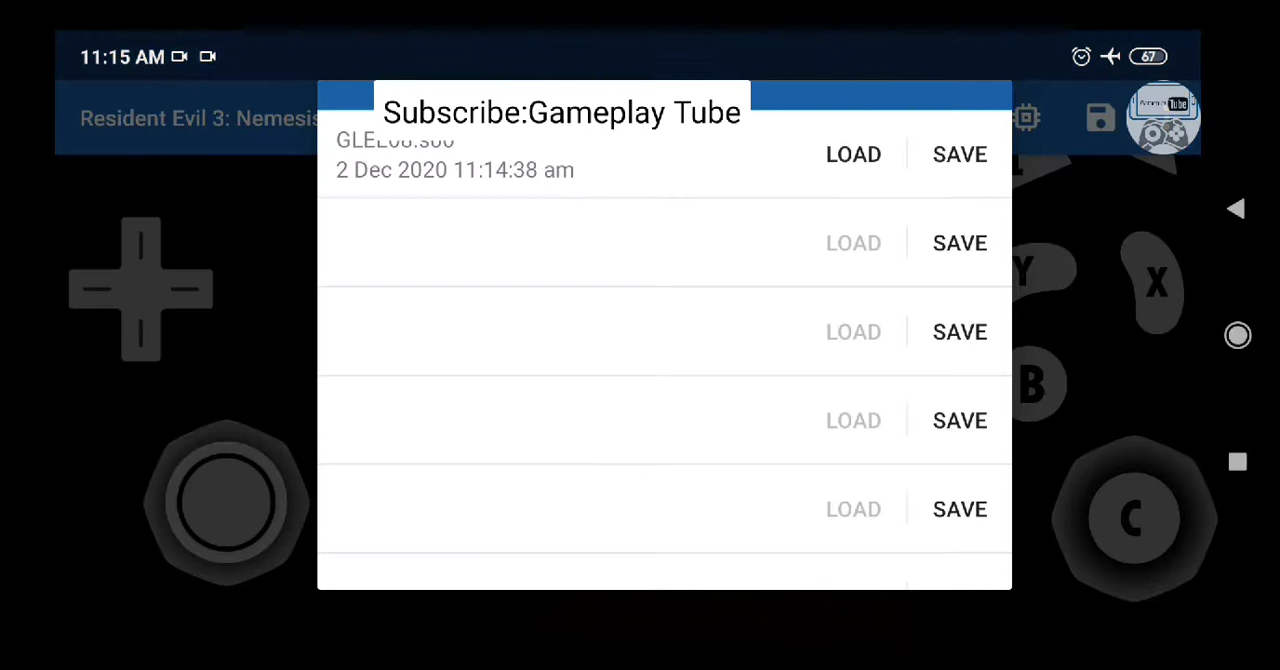 11:15 AM
67
Resident Evil 3: Nemesis
Subscribe:Gameplay Tube
Tube
2 Dec 2020 11:14:38 am
LOAD SAVE
LOAD SAVE
LOAD SAVE
LOAD SAVE
LOAD SAVE
Y
X
B
C